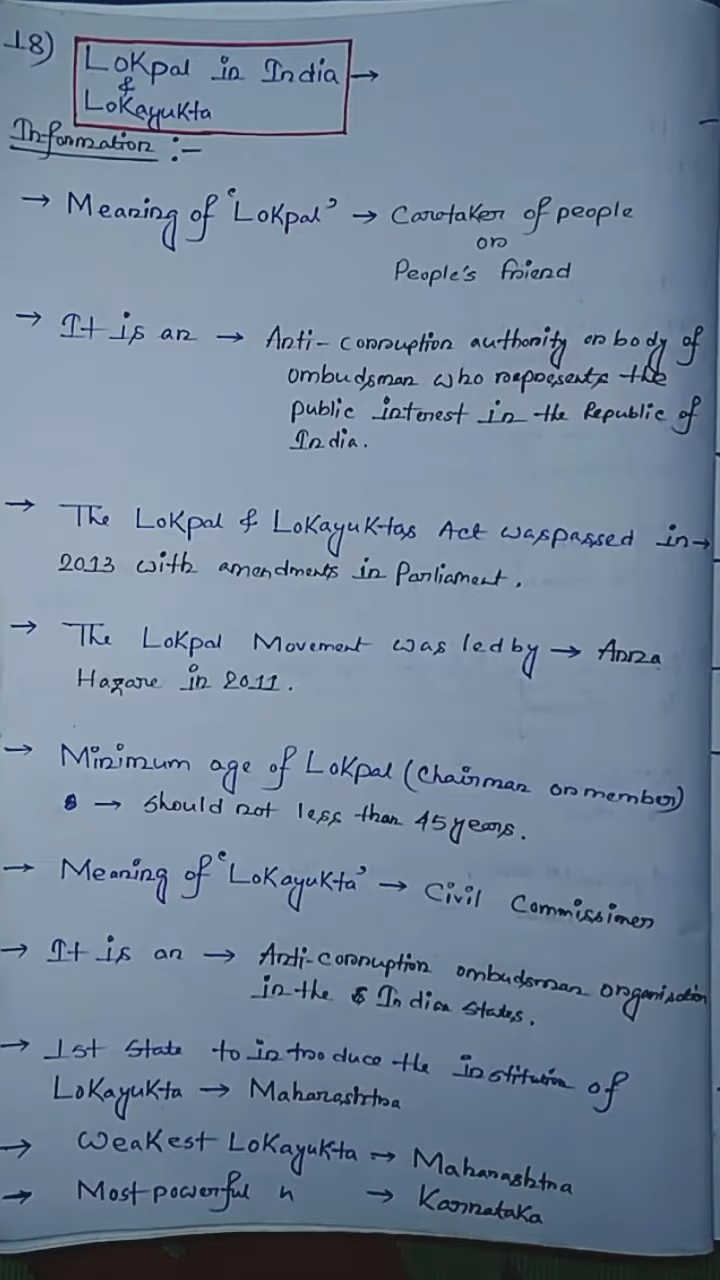 18) Lokpal in India →
&
Lokayukta
Information :-
→ Meaning of 'Lokpal' → Caretaker of people
or
People's friend
→ It is an → Anti-corruption authority or body of
ombudsman who represents the
public interest in the Republic of
India.
→ The Lokpal & Lokayuktas Act was passed in →
2013 with amendments in Parliament.
→ The Lokpal Movement was led by → Anna
Hazare in 2011.
→ Minimum age of Lokpal (Chairman or member)
→ should not less than 45 years.
→ Meaning of 'Lokayukta' → Civil Commissioner
→ It is an → Anti-corruption ombudsman organisation
in the Indian states.
→ 1st state to introduce the institution of
Lokayukta → Maharashtra
→ Weakest Lokayukta → Maharashtra
→ Most powerful " → Karnataka